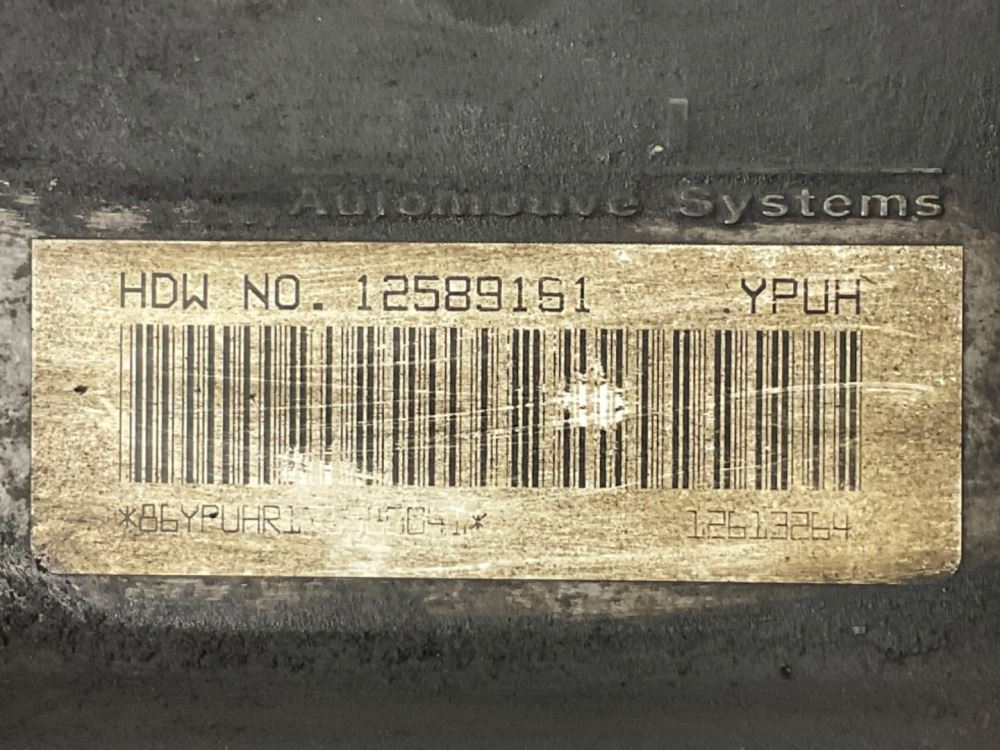 Automotive Systems
HDW NO. 12589161 YPUH
12613264